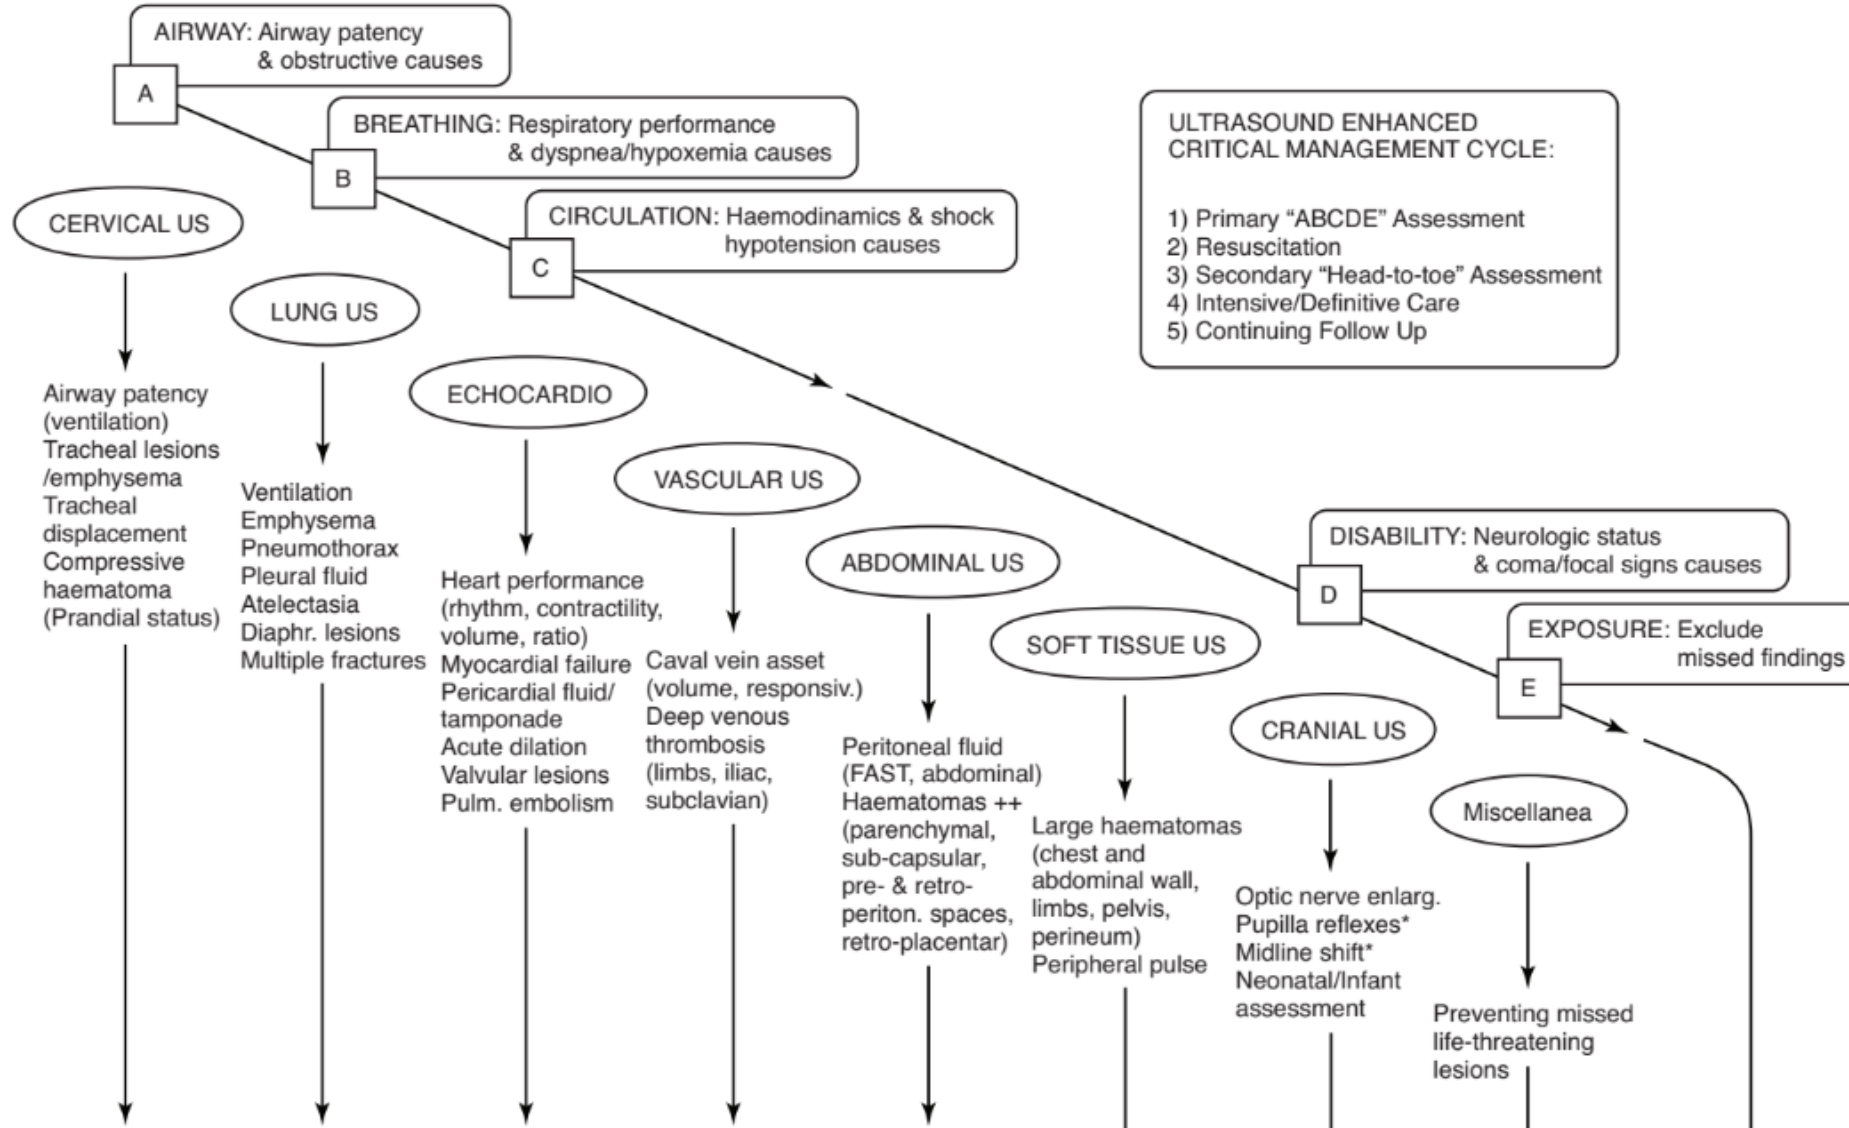 AIRWAY: Airway patency
& obstructive causes
A
BREATHING: Respiratory performance
& dyspnea/hypoxemia causes
B
CIRCULATION: Haemodinamics & shock
hypotension causes
C
ULTRASOUND ENHANCED
CRITICAL MANAGEMENT CYCLE:
1) Primary “ABCDE” Assessment
2) Resuscitation
3) Secondary “Head-to-toe” Assessment
4) Intensive/Definitive Care
5) Continuing Follow Up
DISABILITY: Neurologic status
& coma/focal signs causes
D
EXPOSURE: Exclude
missed findings
E
CERVICAL US
Airway patency
(ventilation)
Tracheal lesions
/emphysema
Tracheal
displacement
Compressive
haematoma
(Prandial status)
LUNG US
Ventilation
Emphysema
Pneumothorax
Pleural fluid
Atelectasia
Diaphr. lesions
Multiple fractures
ECHOCARDIO
Heart performance
(rhythm, contractility,
volume, ratio)
Myocardial failure
Pericardial fluid/
tamponade
Acute dilation
Valvular lesions
Pulm. embolism
VASCULAR US
Caval vein asset
(volume, responsiv.)
Deep venous
thrombosis
(limbs, iliac,
subclavian)
ABDOMINAL US
Peritoneal fluid
(FAST, abdominal)
Haematomas ++
(parenchymal,
sub-capsular,
pre- & retro-
periton. spaces,
retro-placentar)
SOFT TISSUE US
Large haematomas
(chest and
abdominal wall,
limbs, pelvis,
perineum)
Peripheral pulse
CRANIAL US
Optic nerve enlarg.
Pupilla reflexes*
Midline shift*
Neonatal/Infant
assessment
Miscellanea
Preventing missed
life-threatening
lesions